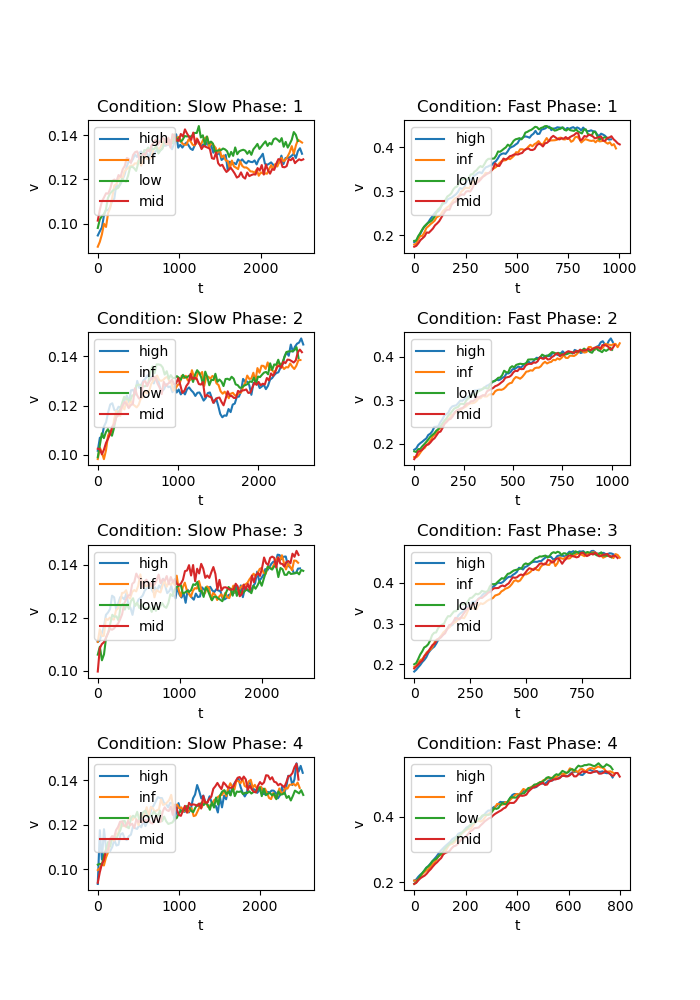 Condition: Slow Phase: 1
0.14
0.12
0.10
v
high
inf
low
mid
0 1000 2000
t
Condition: Fast Phase: 1
0.4
0.3
0.2
v
high
inf
low
mid
0 250 500 750 1000
t
Condition: Slow Phase: 2
0.14
0.12
0.10
v
high
inf
low
mid
0 1000 2000
t
Condition: Fast Phase: 2
0.4
0.3
0.2
v
high
inf
low
mid
0 250 500 750 1000
t
Condition: Slow Phase: 3
0.14
0.12
0.10
v
high
inf
low
mid
0 1000 2000
t
Condition: Fast Phase: 3
0.4
0.3
0.2
v
high
inf
low
mid
0 250 500 750
t
Condition: Slow Phase: 4
0.14
0.12
0.10
v
high
inf
low
mid
0 1000 2000
t
Condition: Fast Phase: 4
0.4
0.2
v
high
inf
low
mid
0 200 400 600 800
t